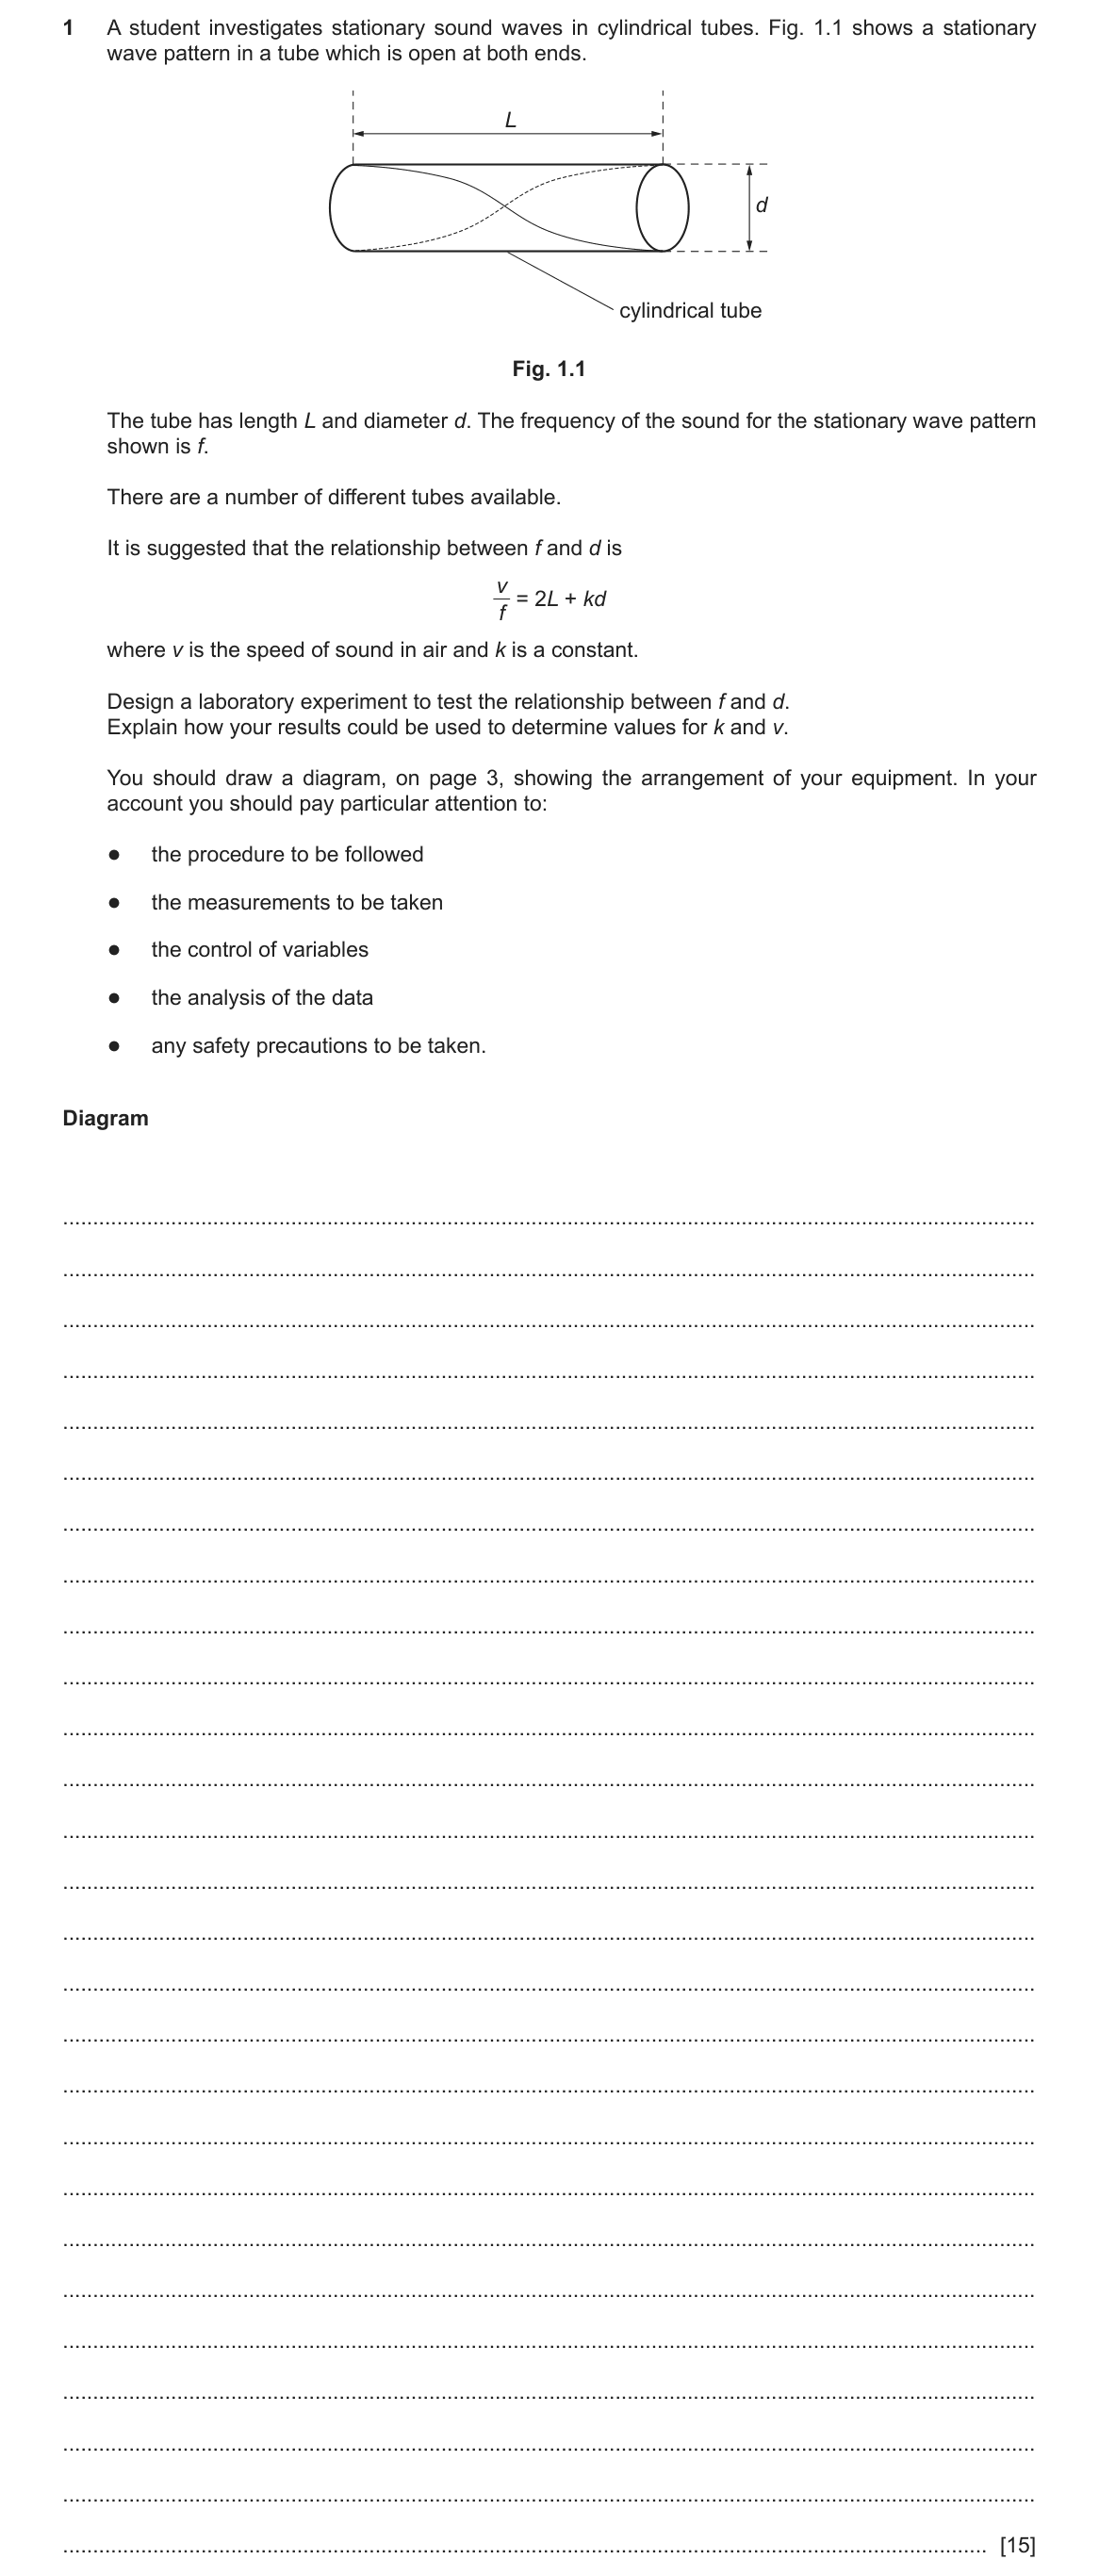 1 A student investigates stationary sound waves in cylindrical tubes. Fig. 1.1 shows a stationary
wave pattern in a tube which is open at both ends.
L
d
cylindrical tube
Fig. 1.1
The tube has length L and diameter d. The frequency of the sound for the stationary wave pattern
shown is f.
There are a number of different tubes available.
It is suggested that the relationship between f and d is
v/f = 2L + kd
where v is the speed of sound in air and k is a constant.
Design a laboratory experiment to test the relationship between f and d.
Explain how your results could be used to determine values for k and v.
You should draw a diagram, on page 3, showing the arrangement of your equipment. In your
account you should pay particular attention to:
● the procedure to be followed
● the measurements to be taken
● the control of variables
● the analysis of the data
● any safety precautions to be taken.
Diagram
[15]